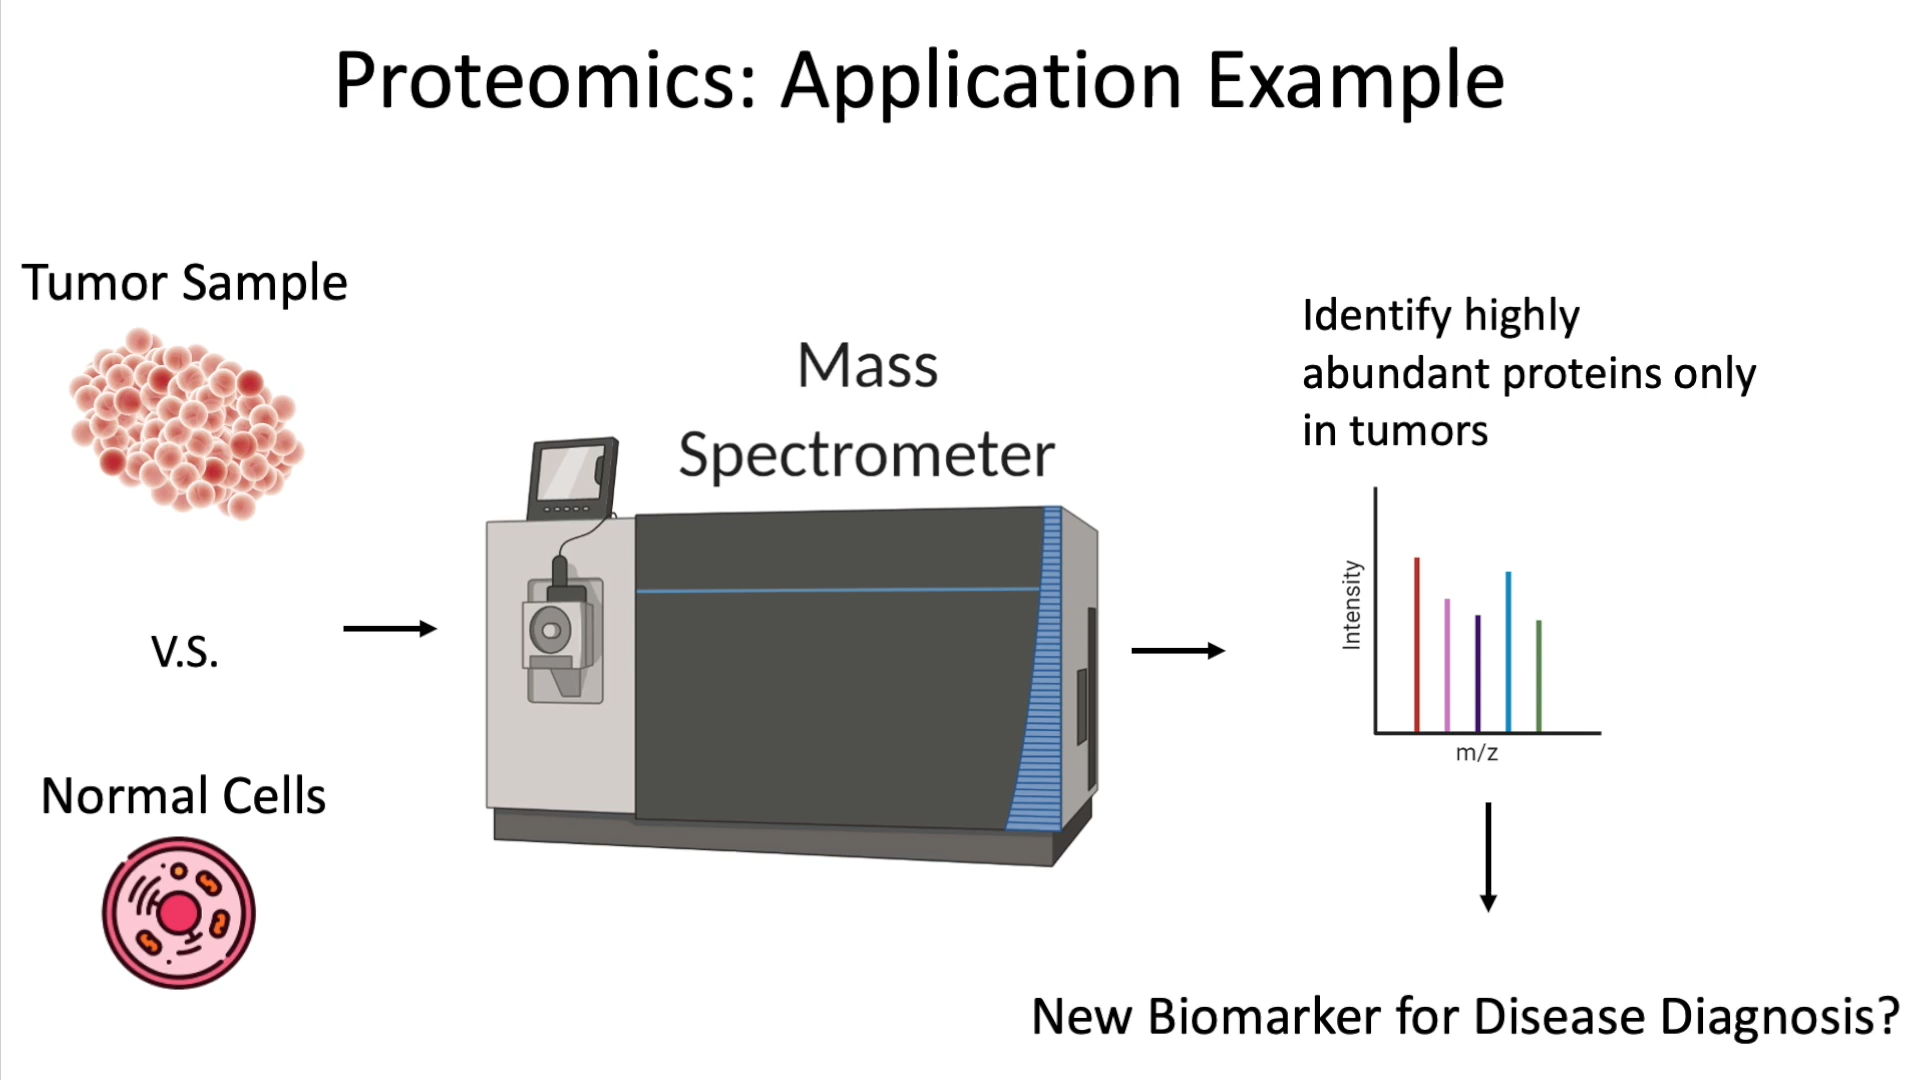 Proteomics: Application Example
Tumor Sample
v.s.
Normal Cells
Mass
Spectrometer
Identify highly
abundant proteins only
in tumors
Intensity
m/z
New Biomarker for Disease Diagnosis?